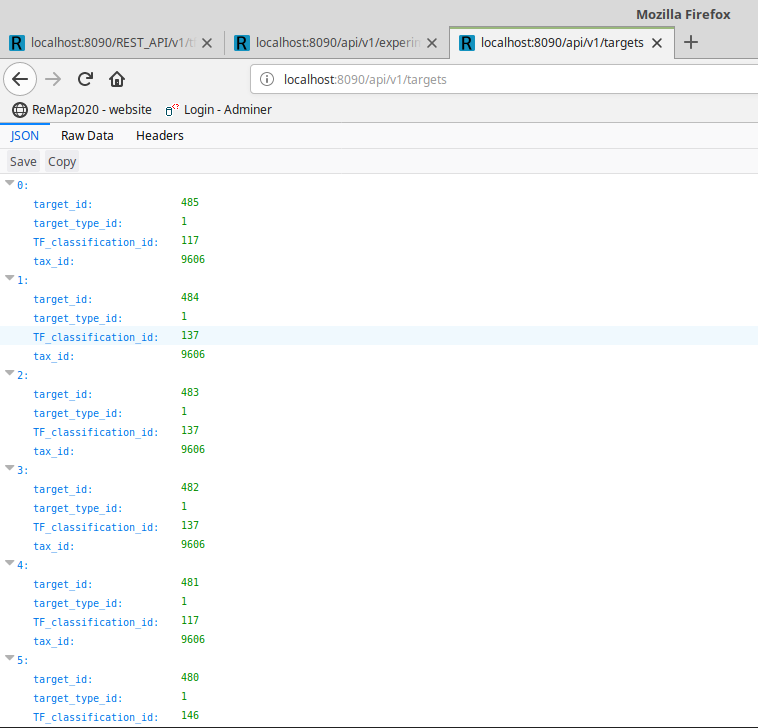 Mozilla Firefox
localhost:8090/REST_API/v1/t
localhost:8090/api/v1/experin
localhost:8090/api/v1/targets
localhost:8090/api/v1/targets
ReMap2020 - website Login - Adminer
JSON Raw Data Headers
Save Copy
0:
target_id: 485
target_type_id: 1
TF_classification_id: 117
tax_id: 9606
1:
target_id: 484
target_type_id: 1
TF_classification_id: 137
tax_id: 9606
2:
target_id: 483
target_type_id: 1
TF_classification_id: 137
tax_id: 9606
3:
target_id: 482
target_type_id: 1
TF_classification_id: 137
tax_id: 9606
4:
target_id: 481
target_type_id: 1
TF_classification_id: 117
tax_id: 9606
5:
target_id: 480
target_type_id: 1
TF_classification_id: 146